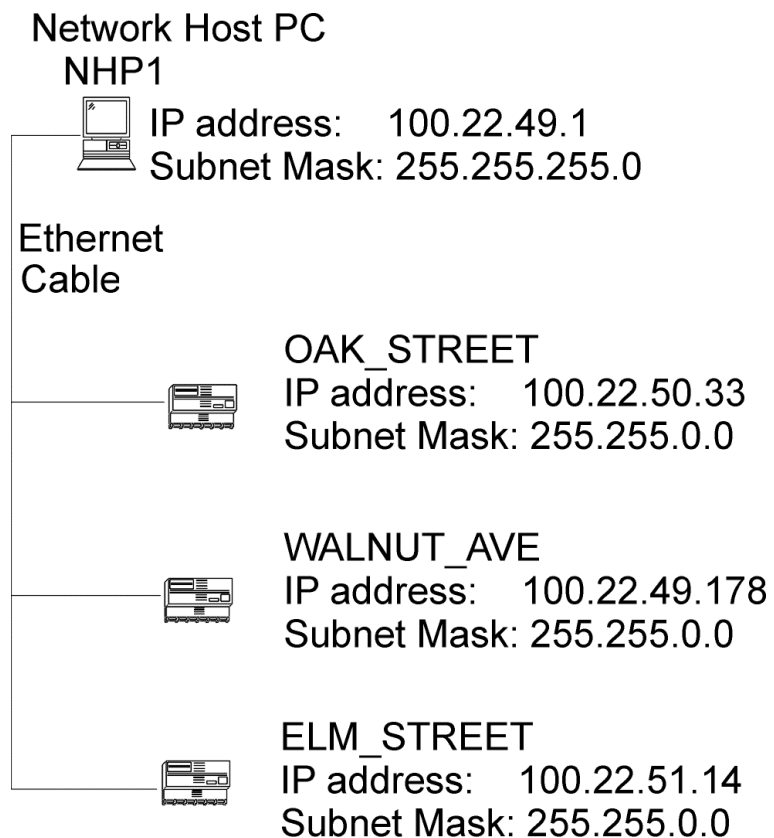 Network Host PC
NHP1
IP address: 100.22.49.1
Subnet Mask: 255.255.255.0
Ethernet
Cable
OAK_STREET
IP address: 100.22.50.33
Subnet Mask: 255.255.0.0
WALNUT_AVE
IP address: 100.22.49.178
Subnet Mask: 255.255.0.0
ELM_STREET
IP address: 100.22.51.14
Subnet Mask: 255.255.0.0